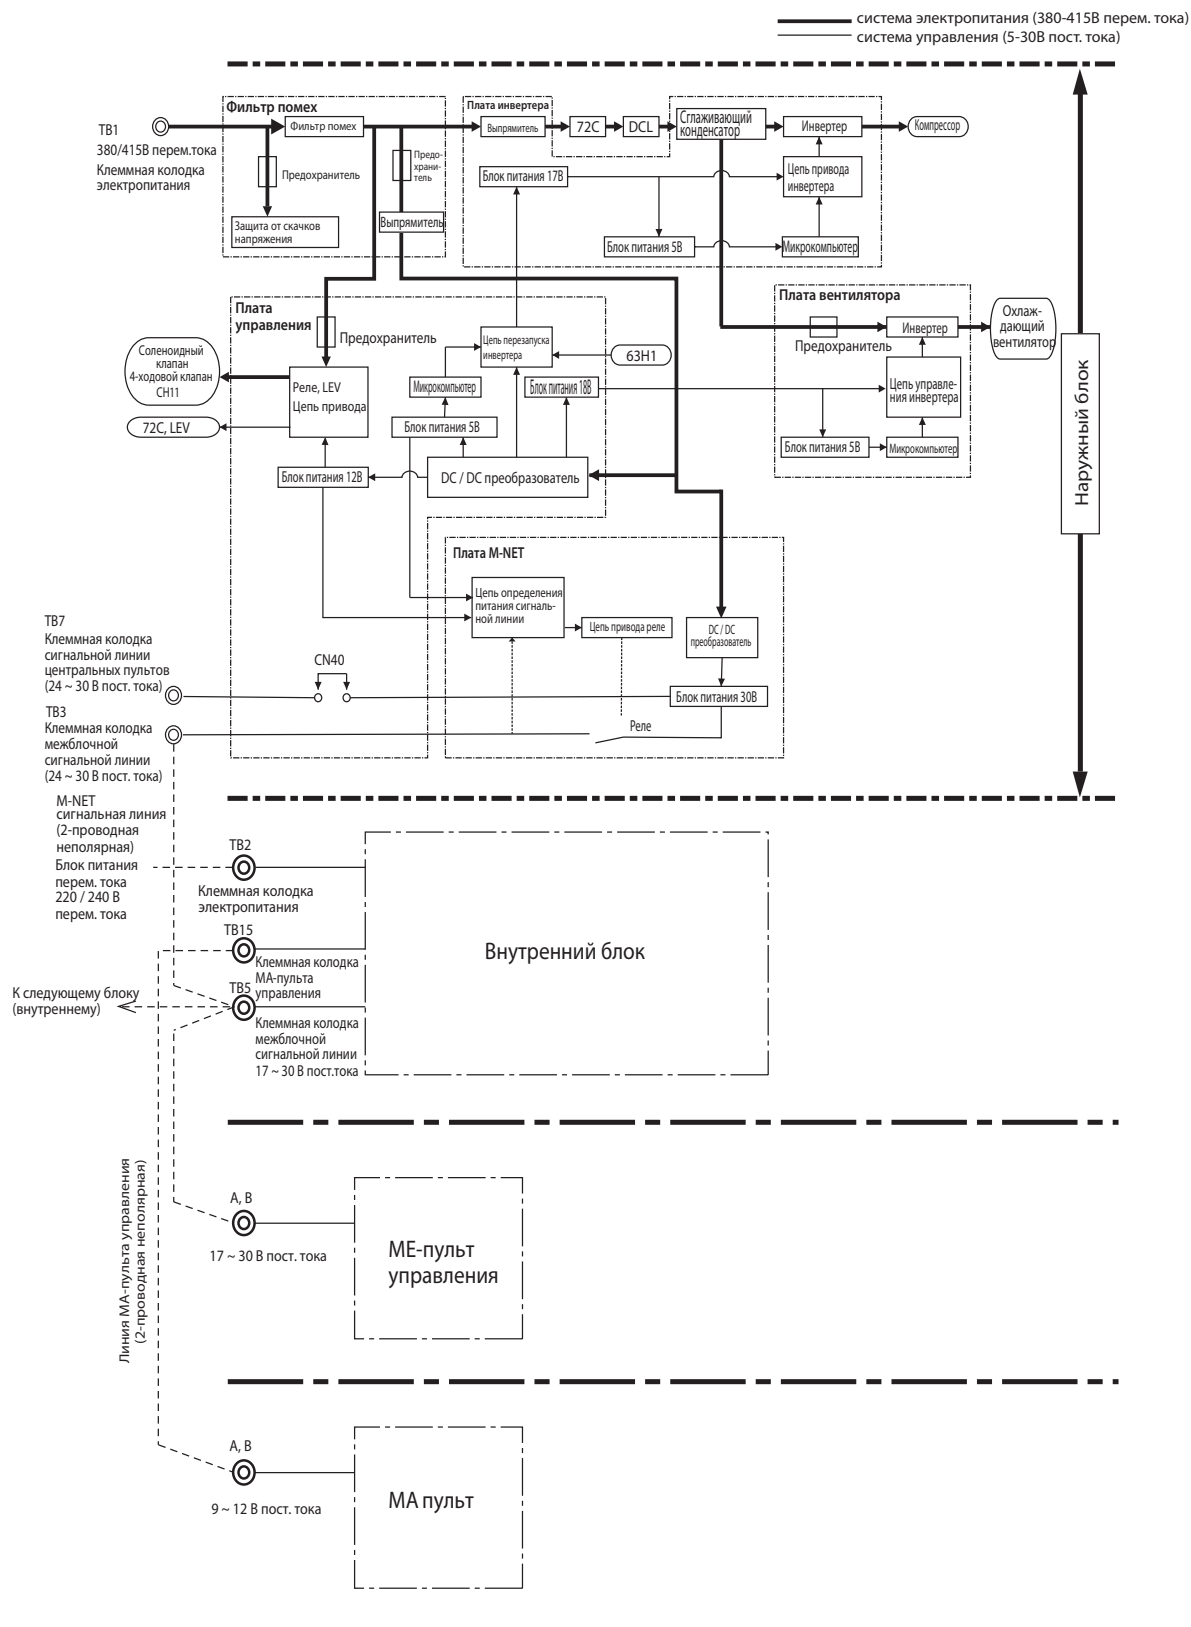 система электропитания (380-415В перем. тока)
система управления (5-30В пост. тока)
Фильтр помех
Фильтр помех
TB1
380/415В перем.тока
Клеммная колодка
электропитания
Предохранитель
Предо-
храни-
тель
Защита от скачков
напряжения
Выпрямитель
Плата инвертера
Выпрямитель
72C
DCL
Сглаживающий
конденсатор
Инвертер
Компрессор
Блок питания 17В
Цепь привода
инвертера
Блок питания 5В
Микрокомпьютер
Плата
управления
Предохранитель
Соленоидный
клапан
4-ходовой клапан
CH11
72C, LEV
Реле, LEV
Цепь привода
Цепь перезапуска
инвертера
63H1
Микрокомпьютер
Блок питания 18В
Блок питания 5В
Блок питания 12В
DC / DC преобразователь
Плата вентилятора
Предохранитель
Инвертер
Охлаж-
дающий
вентилятор
Цепь управле-
ния инвертера
Блок питания 5В
Микрокомпьютер
Наружный блок
Плата M-NET
Цепь определения
питания сигналь-
ной линии
Цепь привода реле
DC / DC
преобразователь
Блок питания 30В
Реле
CN40
TB7
Клеммная колодка
сигнальной линии
центральных пультов
(24 ~ 30 В пост. тока)
TB3
Клеммная колодка
межблочной
сигнальной линии
(24 ~ 30 В пост. тока)
M-NET
сигнальная линия
(2-проводная
неполярная)
Блок питания
перем. тока
220 / 240 В
перем. тока
TB2
Клеммная колодка
электропитания
TB15
Клеммная колодка
МА-пульта
управления
TB5
Клеммная колодка
межблочной
сигнальной линии
17 ~ 30 В пост.тока
К следующему блоку
(внутреннему)
Внутренний блок
Линия МА-пульта управления
(2-проводная неполярная)
A, B
17 ~ 30 В пост. тока
МЕ-пульт
управления
A, B
9 ~ 12 В пост. тока
МА пульт